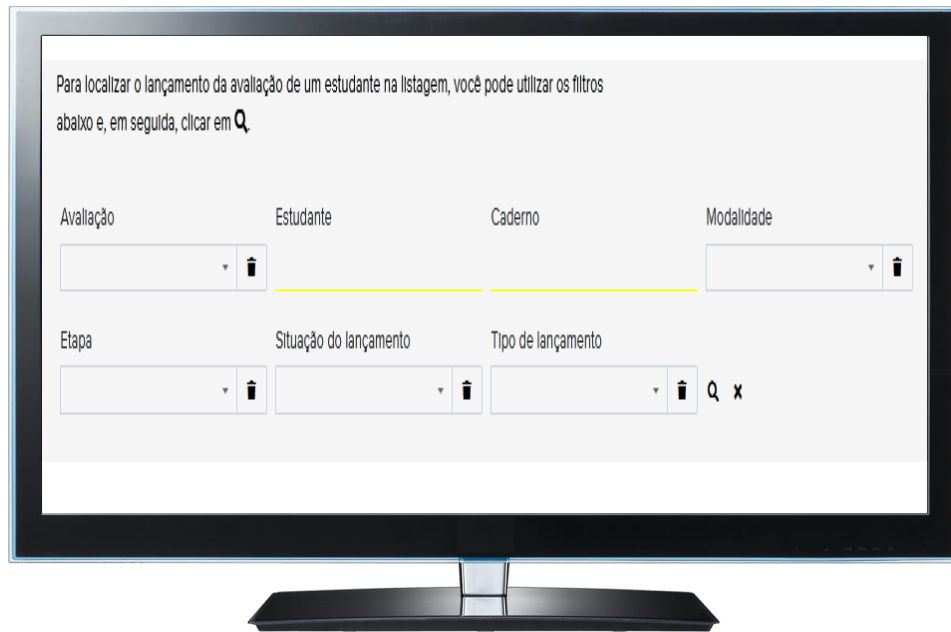 Para localizar o lançamento da avaliação de um estudante na listagem, você pode utilizar os filtros
abaixo e, em seguida, clicar em .
Avaliação Estudante Caderno Modalidade
Etapa Situação do lançamento Tipo de lançamento